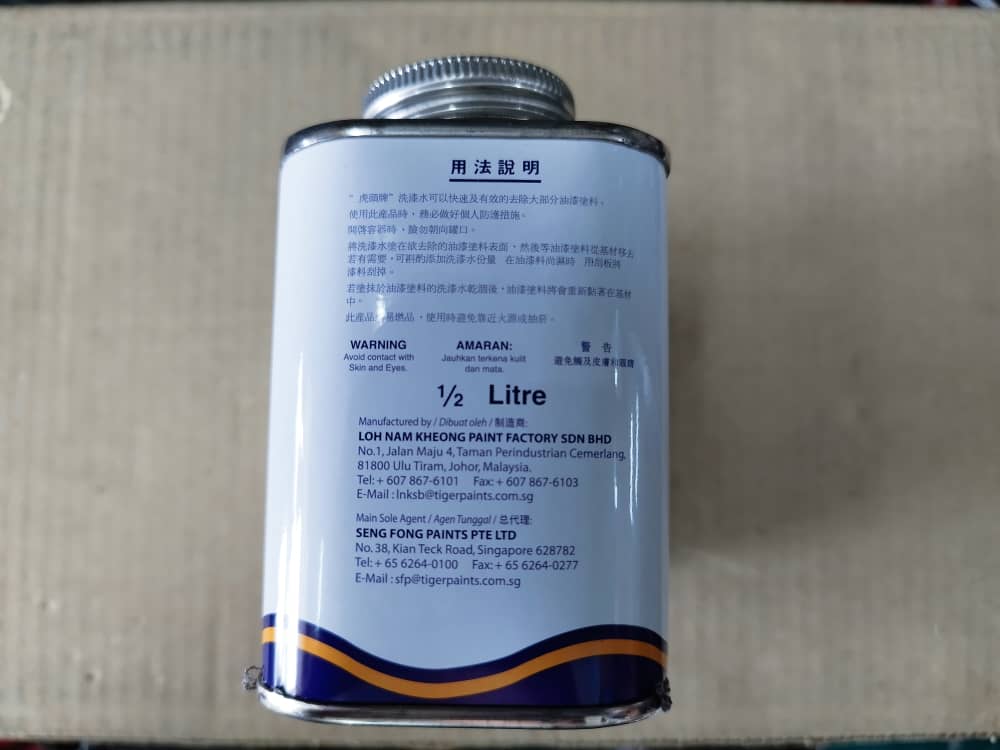 用法說明
“虎頭牌”洗漆水可以快速及有效的去除大部分油漆塗料。
使用此產品時，務必做好個人防護措施。
開啓容器時，臉勿朝向罐口。
將洗漆水塗在欲去除的油漆塗料表面，然後等油漆塗料從基材移去
若有需要，可斟酌添加洗漆水份量 在油漆料尚濕時 用刮板將
漆料刮掉。
若塗抹於油漆塗料的洗漆水乾固後，油漆塗料將會重新黏著在基材
中。
此產品易燃品，使用時避免靠近火源或抽菸。
WARNING
Avoid contact with
Skin and Eyes.
AMARAN:
Jauhkan terkena kulit
dan mata.
警告
避免觸及皮膚和眼睛
½ Litre
Manufactured by / Dibuat oleh / 制造商:
LOH NAM KHEONG PAINT FACTORY SDN BHD
No.1, Jalan Maju 4, Taman Perindustrian Cemerlang,
81800 Ulu Tiram, Johor, Malaysia.
Tel: + 607 867-6101 Fax: + 607 867-6103
E-Mail : lnksb@tigerpaints.com.sg
Main Sole Agent / Agen Tunggal / 总代理:
SENG FONG PAINTS PTE LTD
No. 38, Kian Teck Road, Singapore 628782
Tel: + 65 6264-0100 Fax: + 65 6264-0277
E-Mail : sfp@tigerpaints.com.sg